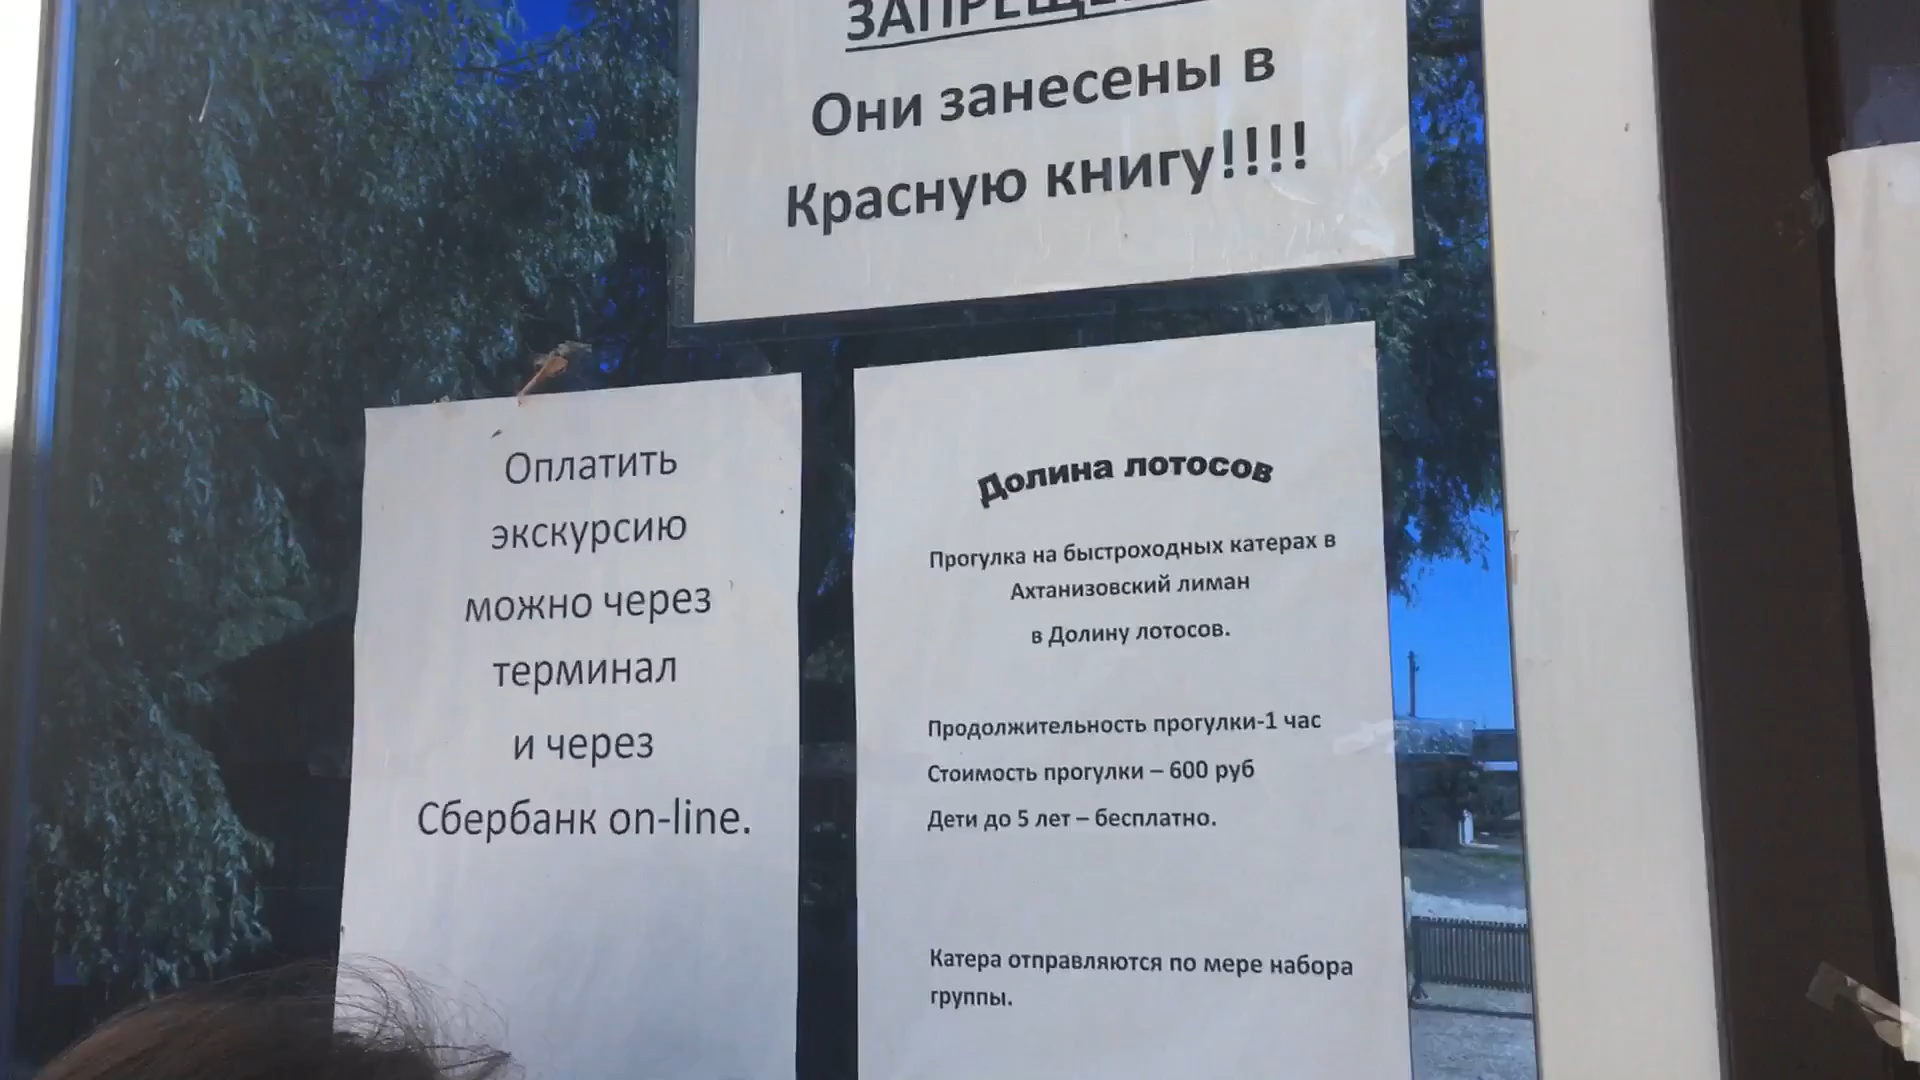 Они занесены в
Красную книгу!!!!
Оплатить
экскурсию
можно через
терминал
и через
Сбербанк on-line.
Долина лотосов
Прогулка на быстроходных катерах в
Ахтанизовский лиман
в Долину лотосов.
Продолжительность прогулки-1 час
Стоимость прогулки – 600 руб
Дети до 5 лет – бесплатно.
Катера отправляются по мере набора
группы.